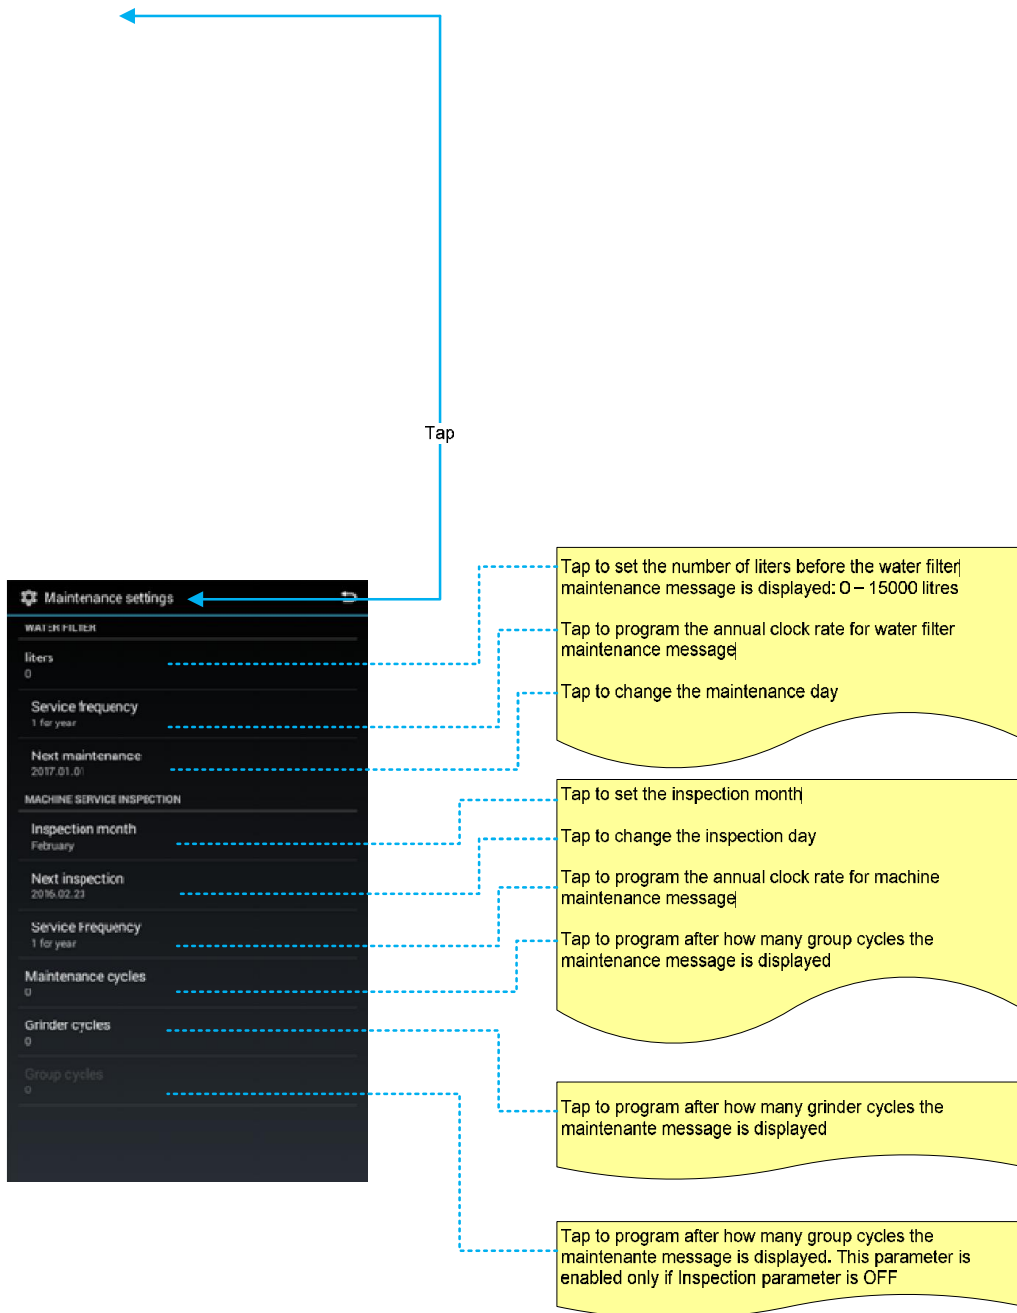 Tap
Maintenance settings
WATER FILTER
liters
0
Service frequency
1 for year
Next maintenance
2017.01.01
MACHINE SERVICE INSPECTION
Inspection month
February
Next inspection
2016.02.23
Service Frequency
1 for year
Maintenance cycles
0
Grinder cycles
0
Group cycles
0
Tap to set the number of liters before the water filter
maintenance message is displayed: 0 – 15000 litres
Tap to program the annual clock rate for water filter
maintenance message
Tap to change the maintenance day
Tap to set the inspection month
Tap to change the inspection day
Tap to program the annual clock rate for machine
maintenance message
Tap to program after how many group cycles the
maintenance message is displayed
Tap to program after how many grinder cycles the
maintenante message is displayed
Tap to program after how many group cycles the
maintenante message is displayed. This parameter is
enabled only if Inspection parameter is OFF